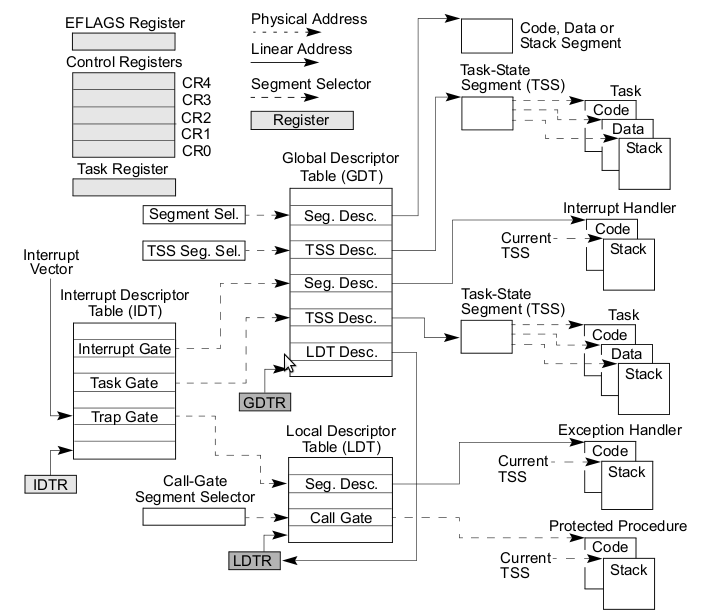 EFLAGS Register
Control Registers
CR4
CR3
CR2
CR1
CR0
Task Register
Physical Address
Linear Address
Segment Selector
Register
Code, Data or
Stack Segment
Task-State
Segment (TSS)
Task
Code
Data
Stack
Global Descriptor
Table (GDT)
Segment Sel.
Seg. Desc.
TSS Seg. Sel.
TSS Desc.
Seg. Desc.
TSS Desc.
LDT Desc.
GDTR
Interrupt Handler
Code
Stack
Current
TSS
Interrupt
Vector
Interrupt Descriptor
Table (IDT)
Interrupt Gate
Task Gate
Trap Gate
IDTR
Task-State
Segment (TSS)
Task
Code
Data
Stack
Local Descriptor
Table (LDT)
Seg. Desc.
Call Gate
Call-Gate
Segment Selector
LDTR
Exception Handler
Code
Stack
Current
TSS
Protected Procedure
Code
Stack
Current
TSS